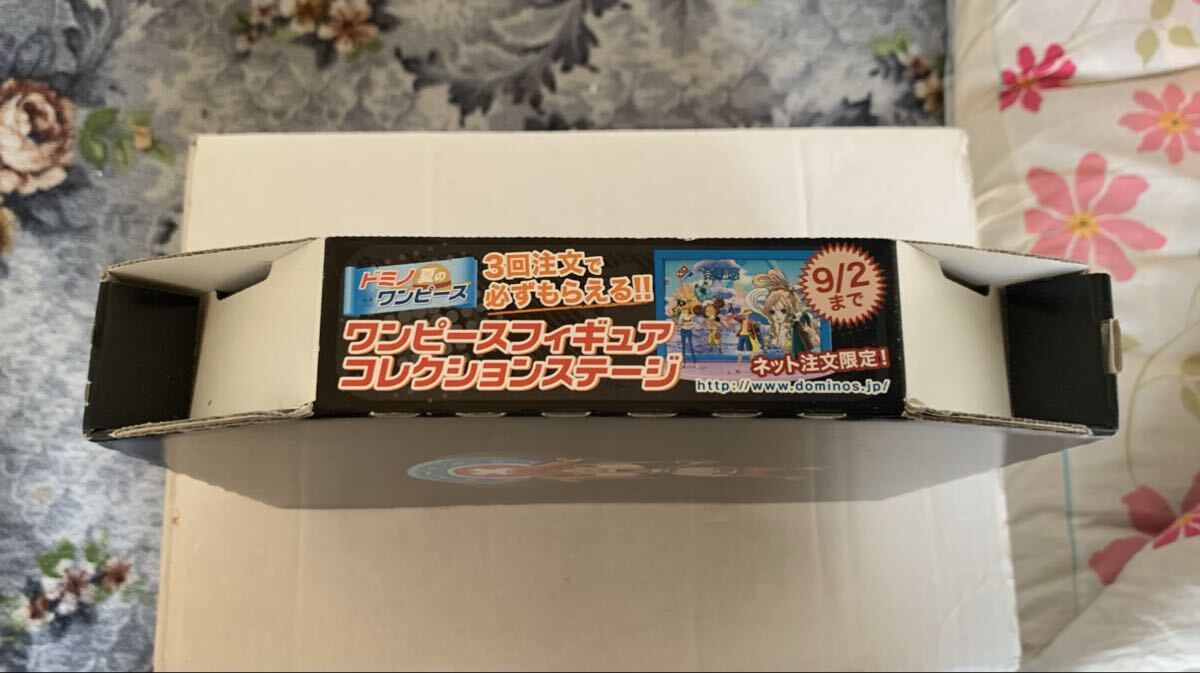 ドミノ夏の
ワンピース
3回注文で
必ずもらえる!!
ワンピースフィギュア
コレクションステージ
9/2
まで
ネット注文限定!
http://www.dominos.jp/